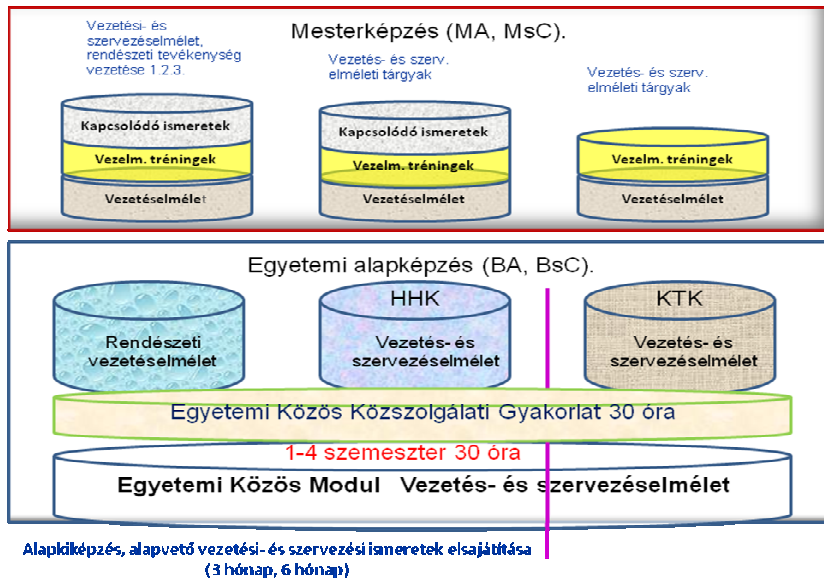 Mesterképzés (MA, MsC).
Vezetési- és
szervezéselmélet,
rendészeti tevékenység
vezetése 1.2.3.
Kapcsolódó ismeretek
Vezelm. tréningek
Vezetéselmélet
Vezetés- és szerv.
elméleti tárgyak
Kapcsolódó ismeretek
Vezelm. tréningek
Vezetéselmélet
Vezetés- és szerv.
elméleti tárgyak
Vezelm. tréningek
Vezetéselmélet
Egyetemi alapképzés (BA, BsC).
Rendészeti
vezetéselmélet
HHK
Vezetés- és
szervezéselmélet
KTK
Vezetés- és
szervezéselmélet
Egyetemi Közös Közszolgálati Gyakorlat 30 óra
1-4 szemeszter 30 óra
Egyetemi Közös Modul Vezetés- és szervezéselmélet
Alapkiképzés, alapvető vezetési- és szervezési ismeretek elsajátítása
(3 hónap, 6 hónap)